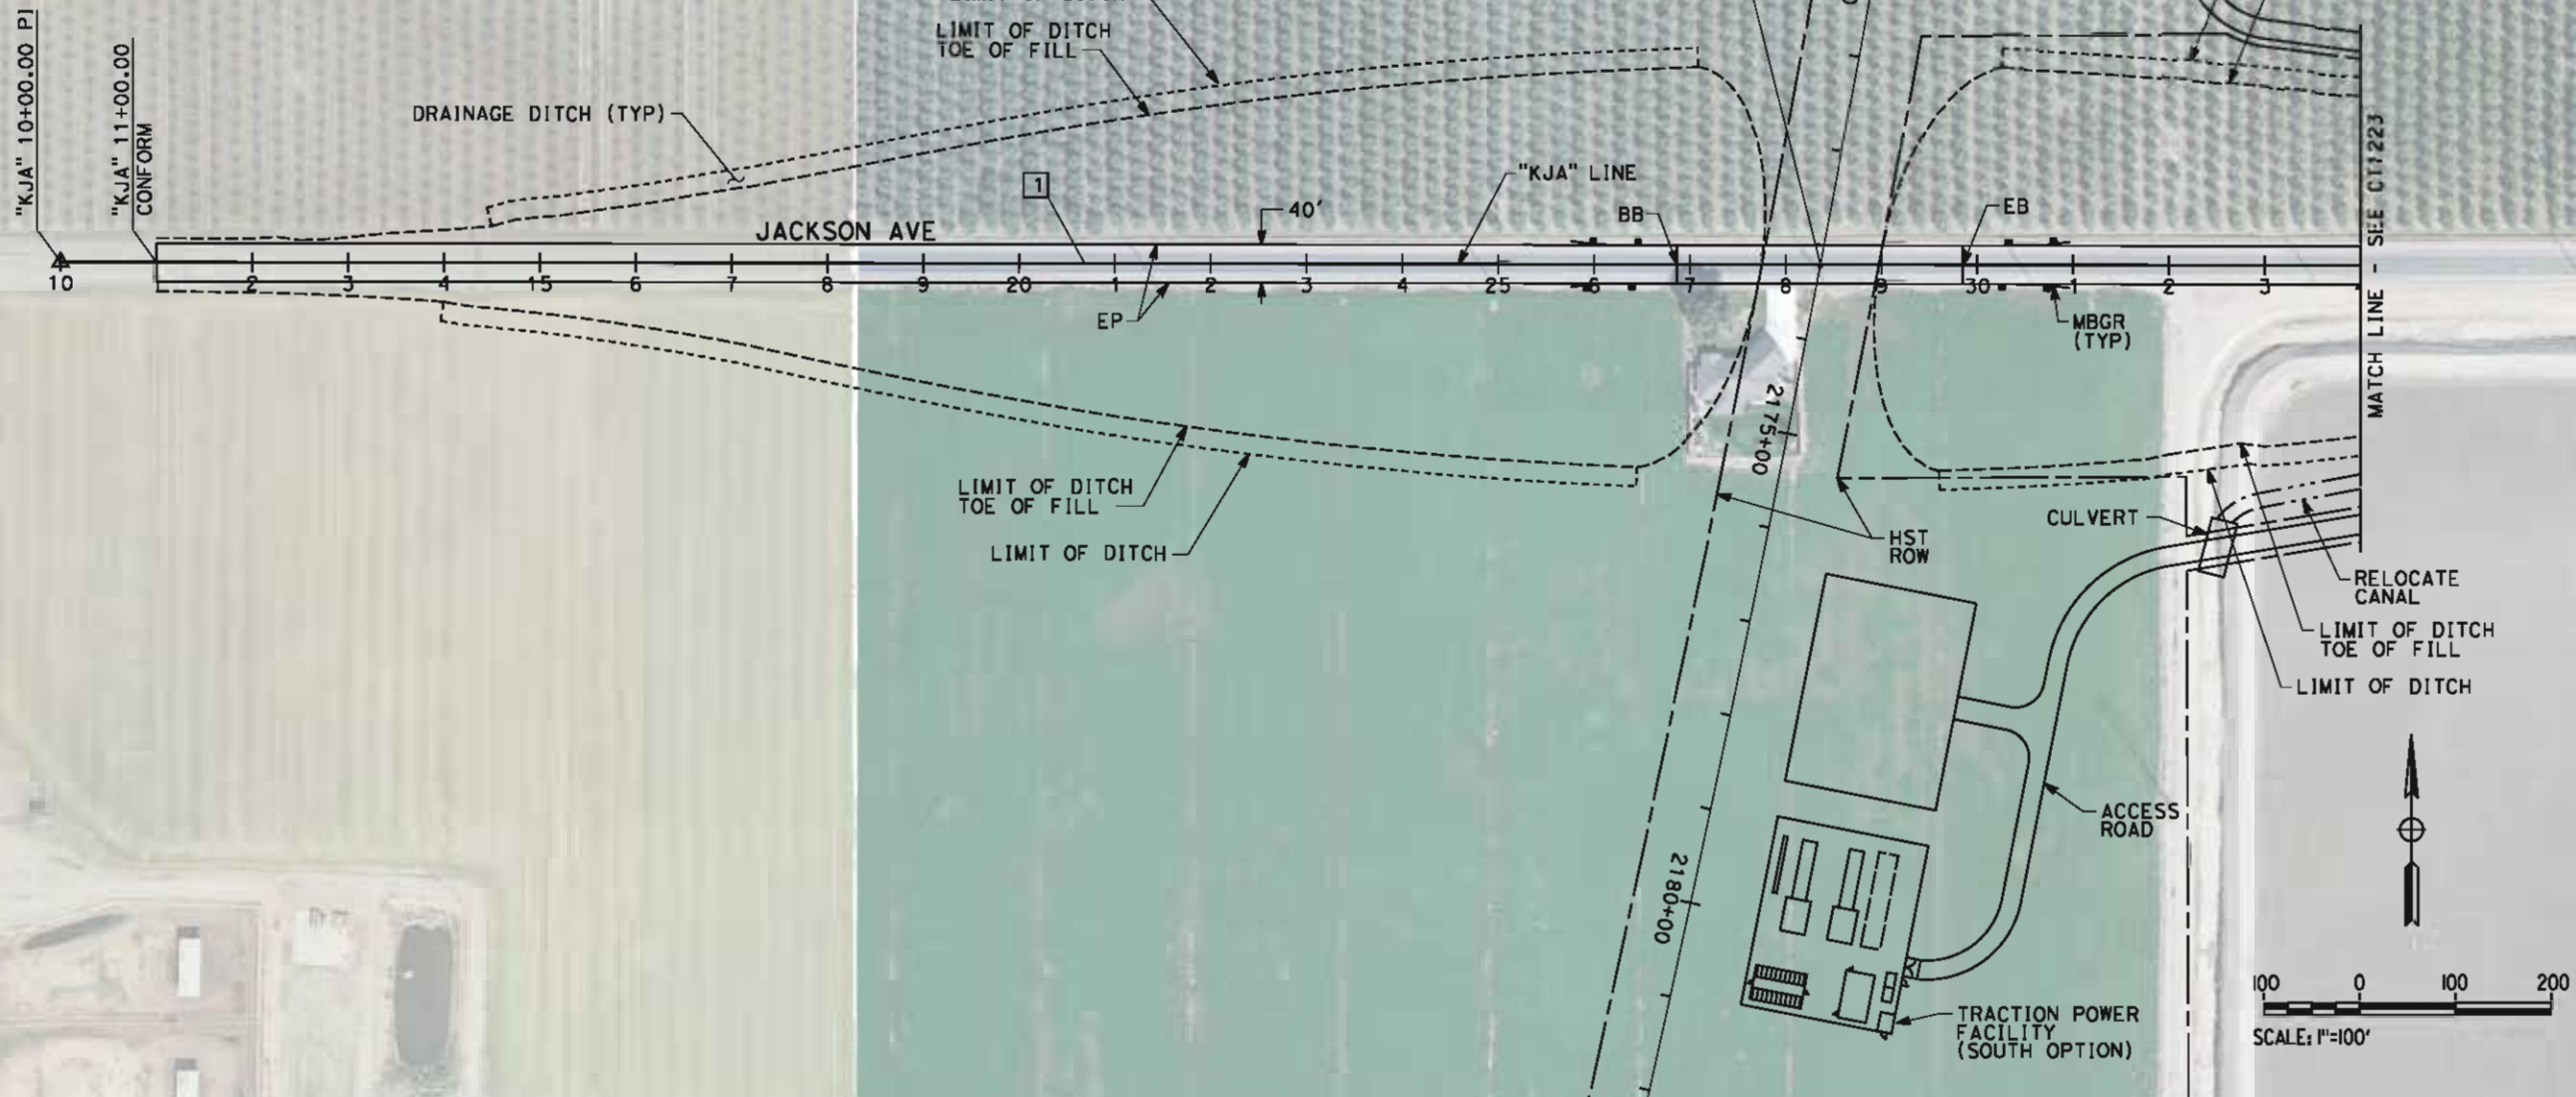 LIMIT OF DITCH
TOE OF FILL
"KJA" 10+00.00 PI
"KJA" 11+00.00
CONFORM
DRAINAGE DITCH (TYP)
1
"KJA" LINE
40'
BB
EB
JACKSON AVE
10
2
3
4
15
6
7
8
9
20
1
2
3
4
25
6
7
8
9
30
1
2
3
EP
MBGR
(TYP)
MATCH LINE - SEE CT1223
2175+00
LIMIT OF DITCH
TOE OF FILL
LIMIT OF DITCH
HST
ROW
CULVERT
RELOCATE
CANAL
LIMIT OF DITCH
TOE OF FILL
LIMIT OF DITCH
ACCESS
ROAD
2180+00
TRACTION POWER
FACILITY
(SOUTH OPTION)
100 0 100 200
SCALE: 1"=100'